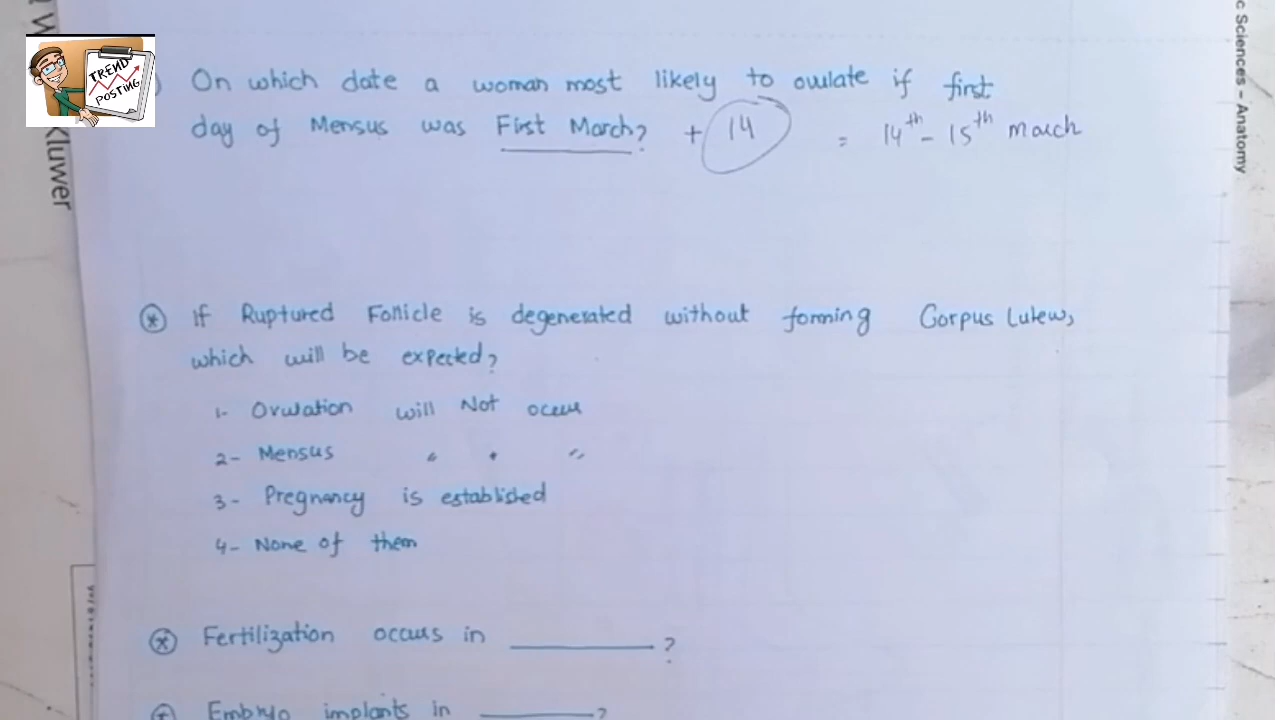 TREND
POSTING
Kluwer
c Sciences – Anatomy
On which date a woman most likely to ovulate if first
day of Mensus was First March? + 14 = 14th - 15th march
* If Ruptured Follicle is degenerated without forming Corpus Luteum,
which will be expected?
1- Ovulation will Not occur
2- Mensus " " "
3- Pregnancy is established
4- None of them
* Fertilization occurs in ________?
* Embryo implants in ________?